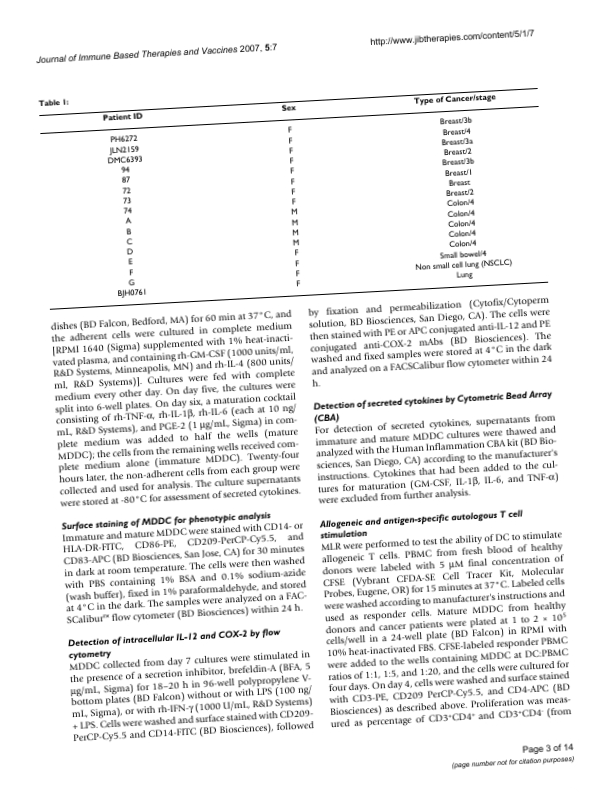 Journal of Immune Based Therapies and Vaccines 2007, 5:7
http://www.jibtherapies.com/content/5/1/7
Table 1:
Patient ID Sex Type of Cancer/stage
PH6272 F Breast/3b
JLN2159 F Breast/4
DMC6393 F Breast/3a
94 F Breast/2
87 F Breast/3b
72 F Breast/1
73 F Breast
74 F Breast/2
A M Colon/4
B M Colon/4
C M Colon/4
D M Colon/4
E F Colon/4
F F Small bowel/4
G F Non small cell lung (NSCLC)
BJH0761 F Lung
dishes (BD Falcon, Bedford, MA) for 60 min at 37°C, and
the adherent cells were cultured in complete medium
[RPMI 1640 (Sigma) supplemented with 1% heat-inacti-
vated plasma, and containing rh-GM-CSF (1000 units/ml,
R&D Systems, Minneapolis, MN) and rh-IL-4 (800 units/
ml, R&D Systems)]. Cultures were fed with complete
medium every other day. On day five, the cultures were
split into 6-well plates. On day six, a maturation cocktail
consisting of rh-TNF-α, rh-IL-1β, rh-IL-6 (each at 10 ng/
mL, R&D Systems), and PGE-2 (1 μg/mL, Sigma) in com-
plete medium was added to half the wells (mature
MDDC); the cells from the remaining wells received com-
plete medium alone (immature MDDC). Twenty-four
hours later, the non-adherent cells from each group were
collected and used for analysis. The culture supernatants
were stored at -80°C for assessment of secreted cytokines.
Surface staining of MDDC for phenotypic analysis
Immature and mature MDDC were stained with CD14- or
HLA-DR-FITC, CD86-PE, CD209-PerCP-Cy5.5, and
CD83-APC (BD Biosciences, San Jose, CA) for 30 minutes
in dark at room temperature. The cells were then washed
with PBS containing 1% BSA and 0.1% sodium-azide
(wash buffer), fixed in 1% paraformaldehyde, and stored
at 4°C in the dark. The samples were analyzed on a FAC-
SCalibur™ flow cytometer (BD Biosciences) within 24 h.
Detection of intracellular IL-12 and COX-2 by flow
cytometry
MDDC collected from day 7 cultures were stimulated in
the presence of a secretion inhibitor, brefeldin-A (BFA, 5
μg/mL, Sigma) for 18–20 h in 96-well polypropylene V-
bottom plates (BD Falcon) without or with LPS (100 ng/
mL, Sigma), or with rh-IFN-γ (1000 U/mL, R&D Systems)
+ LPS. Cells were washed and surface stained with CD209-
PerCP-Cy5.5 and CD14-FITC (BD Biosciences), followed
by fixation and permeabilization (Cytofix/Cytoperm
solution, BD Biosciences, San Diego, CA). The cells were
then stained with PE or APC conjugated anti-IL-12 and PE
conjugated anti-COX-2 mAbs (BD Biosciences). The
washed and fixed samples were stored at 4°C in the dark
and analyzed on a FACSCalibur flow cytometer within 24
h.
Detection of secreted cytokines by Cytometric Bead Array
(CBA)
For detection of secreted cytokines, supernatants from
immature and mature MDDC cultures were thawed and
analyzed with the Human Inflammation CBA kit (BD Bio-
sciences, San Diego, CA) according to the manufacturer's
instructions. Cytokines that had been added to the cul-
tures for maturation (GM-CSF, IL-1β, IL-6, and TNF-α)
were excluded from further analysis.
Allogeneic and antigen-specific autologous T cell
stimulation
MLR were performed to test the ability of DC to stimulate
allogeneic T cells. PBMC from fresh blood of healthy
donors were labeled with 5 μM final concentration of
CFSE (Vybrant CFDA-SE Cell Tracer Kit, Molecular
Probes, Eugene, OR) for 15 minutes at 37°C. Labeled cells
were washed according to manufacturer's instructions and
used as responder cells. Mature MDDC from healthy
donors and cancer patients were plated at 1 to 2 × 10⁵
cells/well in a 24-well plate (BD Falcon) in RPMI with
10% heat-inactivated FBS. CFSE-labeled responder PBMC
were added to the wells containing MDDC at DC:PBMC
ratios of 1:1, 1:5, and 1:20, and the cells were cultured for
four days. On day 4, cells were washed and surface stained
with CD3-PE, CD209 PerCP-Cy5.5, and CD4-APC (BD
Biosciences) as described above. Proliferation was meas-
ured as percentage of CD3⁺CD4⁺ and CD3⁺CD4⁻ (from
Page 3 of 14
(page number not for citation purposes)